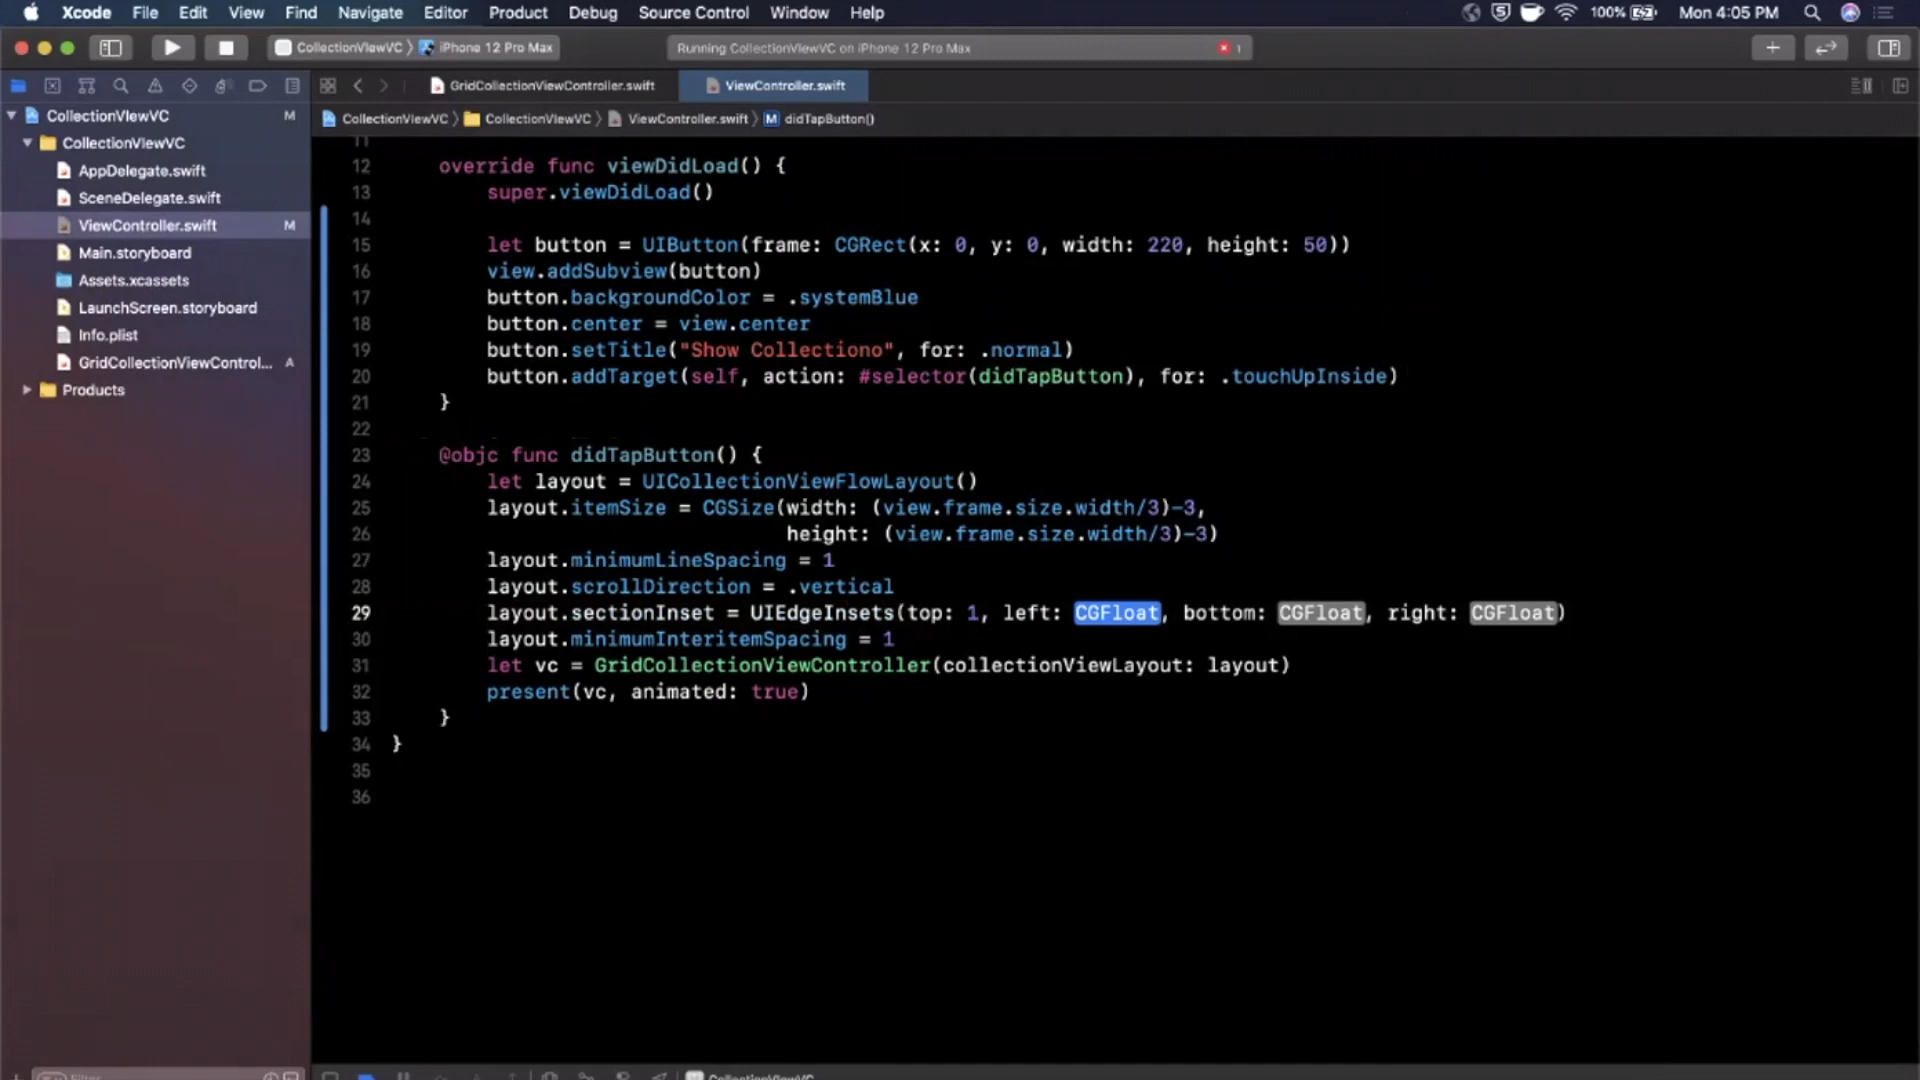 Xcode File Edit View Find Navigate Editor Product Debug Source Control Window Help 100% Mon 4:05 PM
CollectionVIewVC 〉 iPhone 12 Pro Max Running CollectionVIewVC on iPhone 12 Pro Max 1
GridCollectionViewController.swift ViewController.swift
CollectionVIewVC 〉 CollectionVIewVC 〉 ViewController.swift 〉 M didTapButton()
CollectionVIewVC M
CollectionVIewVC
AppDelegate.swift
SceneDelegate.swift
ViewController.swift M
Main.storyboard
Assets.xcassets
LaunchScreen.storyboard
Info.plist
GridCollectionViewControl... A
Products
11
12 override func viewDidLoad() {
13 super.viewDidLoad()
14
15 let button = UIButton(frame: CGRect(x: 0, y: 0, width: 220, height: 50))
16 view.addSubview(button)
17 button.backgroundColor = .systemBlue
18 button.center = view.center
19 button.setTitle("Show Collectiono", for: .normal)
20 button.addTarget(self, action: #selector(didTapButton), for: .touchUpInside)
21 }
22
23 @objc func didTapButton() {
24 let layout = UICollectionViewFlowLayout()
25 layout.itemSize = CGSize(width: (view.frame.size.width/3)-3,
26 height: (view.frame.size.width/3)-3)
27 layout.minimumLineSpacing = 1
28 layout.scrollDirection = .vertical
29 layout.sectionInset = UIEdgeInsets(top: 1, left: CGFloat, bottom: CGFloat, right: CGFloat)
30 layout.minimumInteritemSpacing = 1
31 let vc = GridCollectionViewController(collectionViewLayout: layout)
32 present(vc, animated: true)
33 }
34 }
35
36
Filter CollectionVIewVC